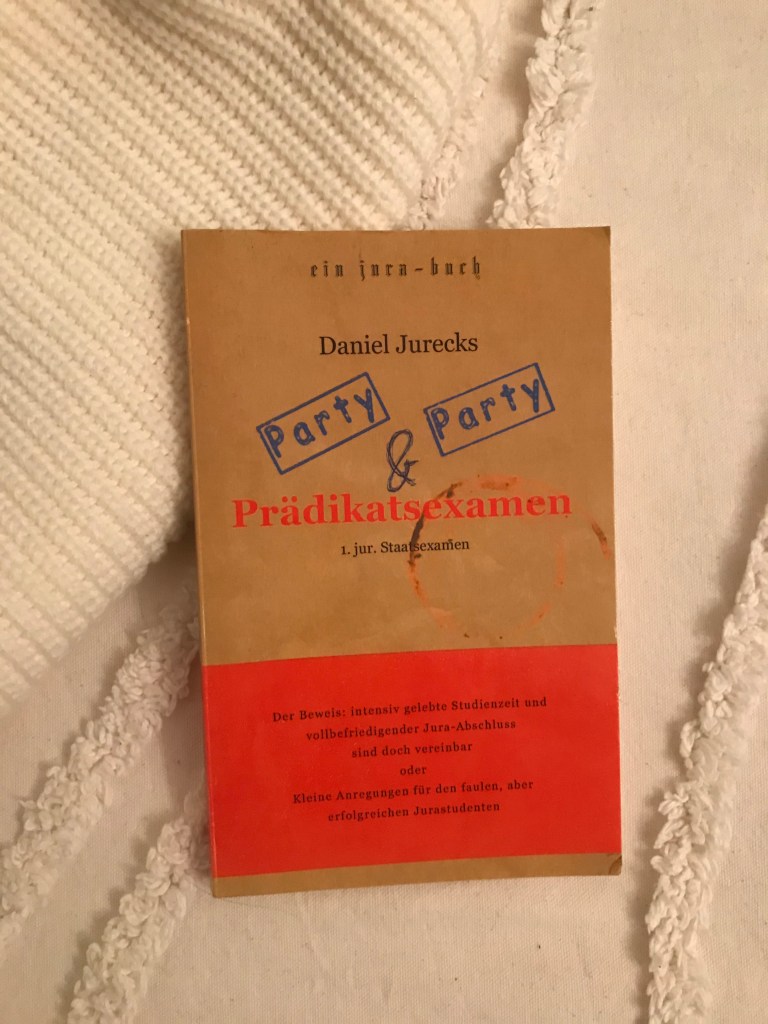 ein jura-buch
Daniel Jurecks
Party Party
&
Prädikatsexamen
1. jur. Staatsexamen
Der Beweis: intensiv gelebte Studienzeit und
vollbefriedigender Jura-Abschluss
sind doch vereinbar
oder
Kleine Anregungen für den faulen, aber
erfolgreichen Jurastudenten